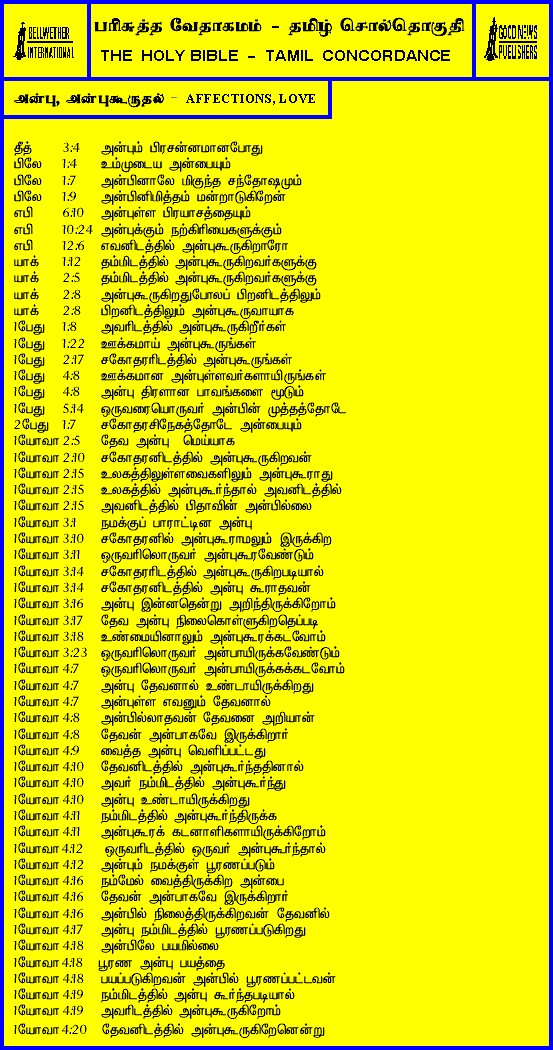 BELLWETHER
INTERNATIONAL
பரிசுத்த வேதாகமம் - தமிழ் சொல்தொகுதி
THE HOLY BIBLE - TAMIL CONCORDANCE
GOOD NEWS
PUBLISHERS
அன்பு, அன்புகூருதல் - AFFECTIONS, LOVE
தீத் 3:4 அன்பும் பிரசன்னமானபோது
பிலே 1:4 உம்முடைய அன்பையும்
பிலே 1:7 அன்பினாலே மிகுந்த சந்தோஷமும்
பிலே 1:9 அன்பினிமித்தம் மன்றாடுகிறேன்
எபி 6:10 அன்புள்ள பிரயாசத்தையும்
எபி 10:24 அன்புக்கும் நற்கிரியைகளுக்கும்
எபி 12:6 எவனிடத்தில் அன்புகூருகிறாரோ
யாக் 1:12 தம்மிடத்தில் அன்புகூருகிறவர்களுக்கு
யாக் 2:5 தம்மிடத்தில் அன்புகூருகிறவர்களுக்கு
யாக் 2:8 அன்புகூருகிறதுபோலப் பிறனிடத்திலும்
யாக் 2:8 பிறனிடத்திலும் அன்புகூருவாயாக
1பேது 1:8 அவரிடத்தில் அன்புகூருகிறீர்கள்
1பேது 1:22 ஊக்கமாய் அன்புகூருங்கள்
1பேது 2:17 சகோதரரிடத்தில் அன்புகூருங்கள்
1பேது 4:8 ஊக்கமான அன்புள்ளவர்களாயிருங்கள்
1பேது 4:8 அன்பு திரளான பாவங்களை மூடும்
1பேது 5:14 ஒருவரையொருவர் அன்பின் முத்தத்தோடே
2பேது 1:7 சகோதரசிநேகத்தோடே அன்பையும்
1யோவா 2:5 தேவ அன்பு மெய்யாக
1யோவா 2:10 சகோதரனிடத்தில் அன்புகூருகிறவன்
1யோவா 2:15 உலகத்திலுள்ளவைகளிலும் அன்புகூராது
1யோவா 2:15 உலகத்தில் அன்புகூர்ந்தால் அவனிடத்தில்
1யோவா 2:15 அவனிடத்தில் பிதாவின் அன்பில்லை
1யோவா 3:1 நமக்குப் பாராட்டின அன்பு
1யோவா 3:10 சகோதரனில் அன்புகூராமலும் இருக்கிற
1யோவா 3:11 ஒருவரிலொருவர் அன்புகூரவேண்டும்
1யோவா 3:14 சகோதரரிடத்தில் அன்புகூருகிறபடியால்
1யோவா 3:14 சகோதரனிடத்தில் அன்பு கூராதவன்
1யோவா 3:16 அன்பு இன்னதென்று அறிந்திருக்கிறோம்
1யோவா 3:17 தேவ அன்பு நிலைகொள்ளுகிறதெப்படி
1யோவா 3:18 உண்மையினாலும் அன்புகூரக்கடவோம்
1யோவா 3:23 ஒருவரிலொருவர் அன்பாயிருக்கவேண்டும்
1யோவா 4:7 ஒருவரிலொருவர் அன்பாயிருக்கக்கடவோம்
1யோவா 4:7 அன்பு தேவனால் உண்டாயிருக்கிறது
1யோவா 4:7 அன்புள்ள எவனும் தேவனால்
1யோவா 4:8 அன்பில்லாதவன் தேவனை அறியான்
1யோவா 4:8 தேவன் அன்பாகவே இருக்கிறார்
1யோவா 4:9 வைத்த அன்பு வெளிப்பட்டது
1யோவா 4:10 தேவனிடத்தில் அன்புகூர்ந்ததினால்
1யோவா 4:10 அவர் நம்மிடத்தில் அன்புகூர்ந்து
1யோவா 4:10 அன்பு உண்டாயிருக்கிறது
1யோவா 4:11 நம்மிடத்தில் அன்புகூர்ந்திருக்க
1யோவா 4:11 அன்புகூரக் கடனாளிகளாயிருக்கிறோம்
1யோவா 4:12 ஒருவரிடத்தில் ஒருவர் அன்புகூர்ந்தால்
1யோவா 4:12 அன்பும் நமக்குள் பூரணப்படும்
1யோவா 4:16 நம்மேல் வைத்திருக்கிற அன்பை
1யோவா 4:16 தேவன் அன்பாகவே இருக்கிறார்
1யோவா 4:16 அன்பில் நிலைத்திருக்கிறவன் தேவனில்
1யோவா 4:17 அன்பு நம்மிடத்தில் பூரணப்படுகிறது
1யோவா 4:18 அன்பிலே பயமில்லை
1யோவா 4:18 பூரண அன்பு பயத்தை
1யோவா 4:18 பயப்படுகிறவன் அன்பில் பூரணப்பட்டவன்
1யோவா 4:19 நம்மிடத்தில் அன்பு கூர்ந்தபடியால்
1யோவா 4:19 அவரிடத்தில் அன்புகூருகிறோம்
1யோவா 4:20 தேவனிடத்தில் அன்புகூருகிறேனென்று